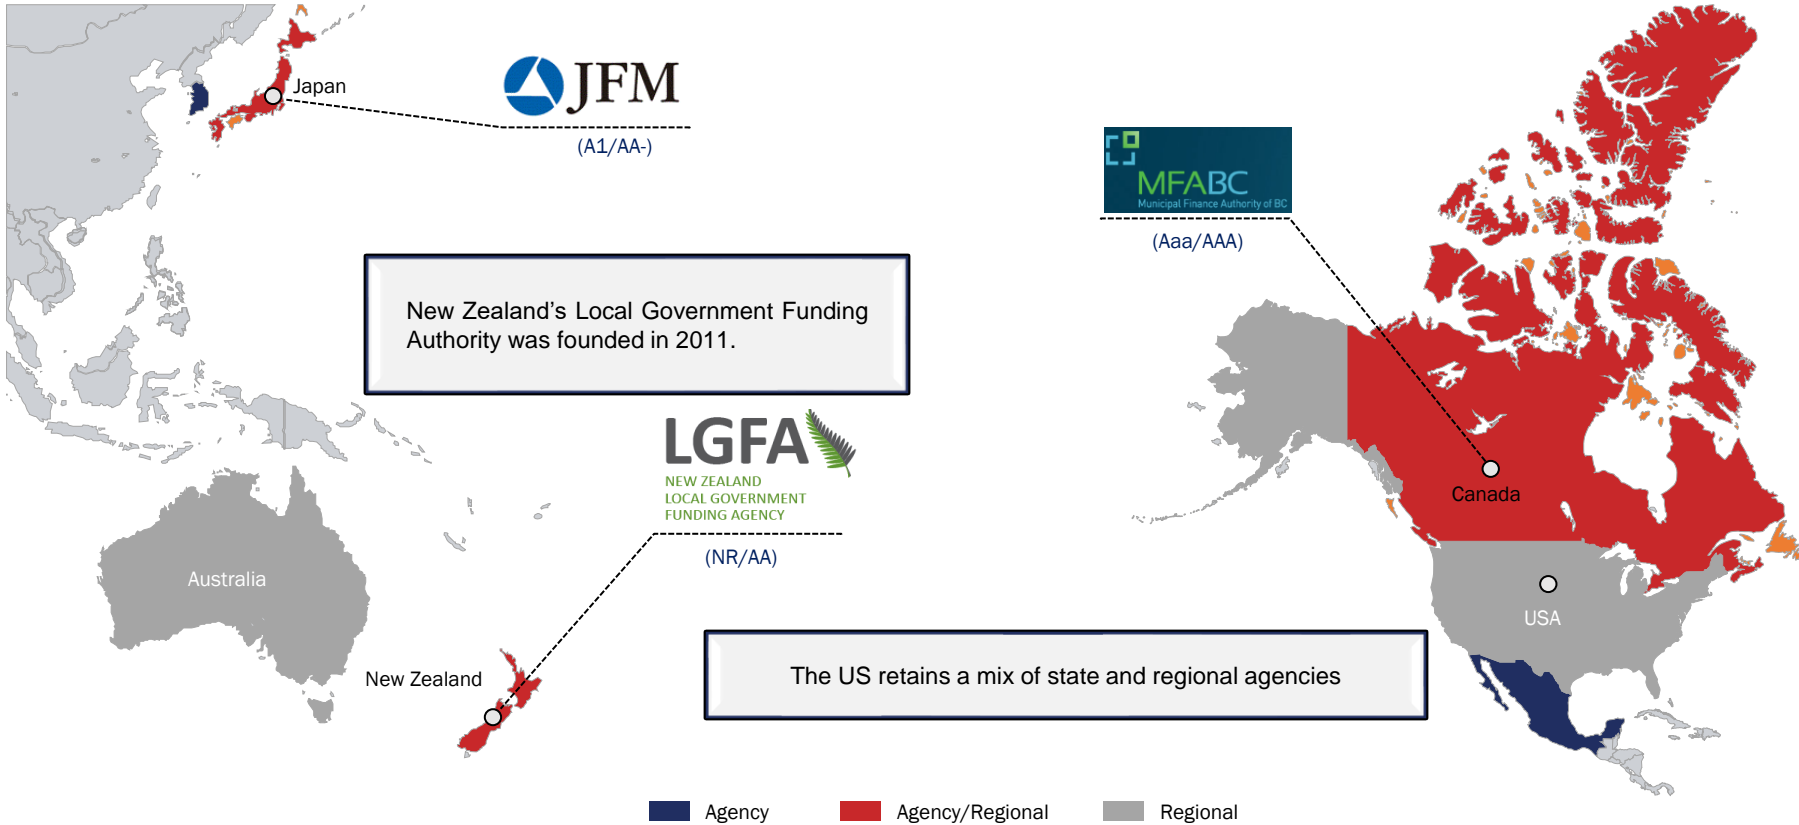 Japan
JFM
(A1/AA-)
MFABC
Municipal Finance Authority of BC
(Aaa/AAA)
New Zealand’s Local Government Funding
Authority was founded in 2011.
LGFA
NEW ZEALAND
LOCAL GOVERNMENT
FUNDING AGENCY
(NR/AA)
Canada
Australia
USA
New Zealand
The US retains a mix of state and regional agencies
Agency
Agency/Regional
Regional